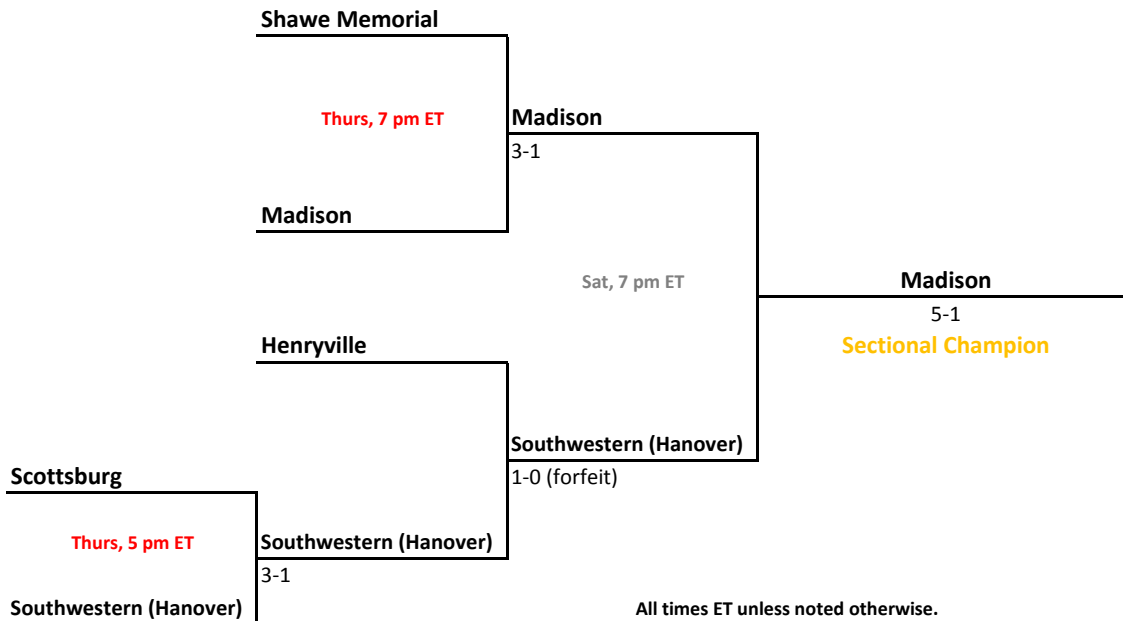 Shawe Memorial
Thurs, 7 pm ET
Madison
3-1
Madison
Sat, 7 pm ET
Madison
5-1
Sectional Champion
Henryville
Southwestern (Hanover)
1-0 (forfeit)
Scottsburg
Thurs, 5 pm ET
Southwestern (Hanover)
3-1
Southwestern (Hanover)
All times ET unless noted otherwise.